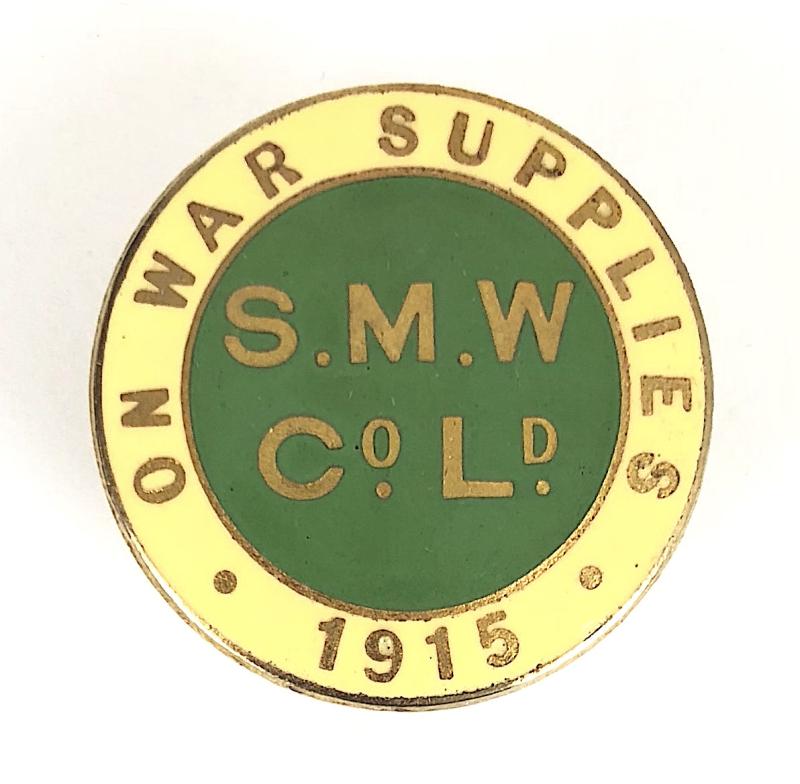 ON WAR SUPPLIES
S.M.W
Co. LD.
• 1915 •